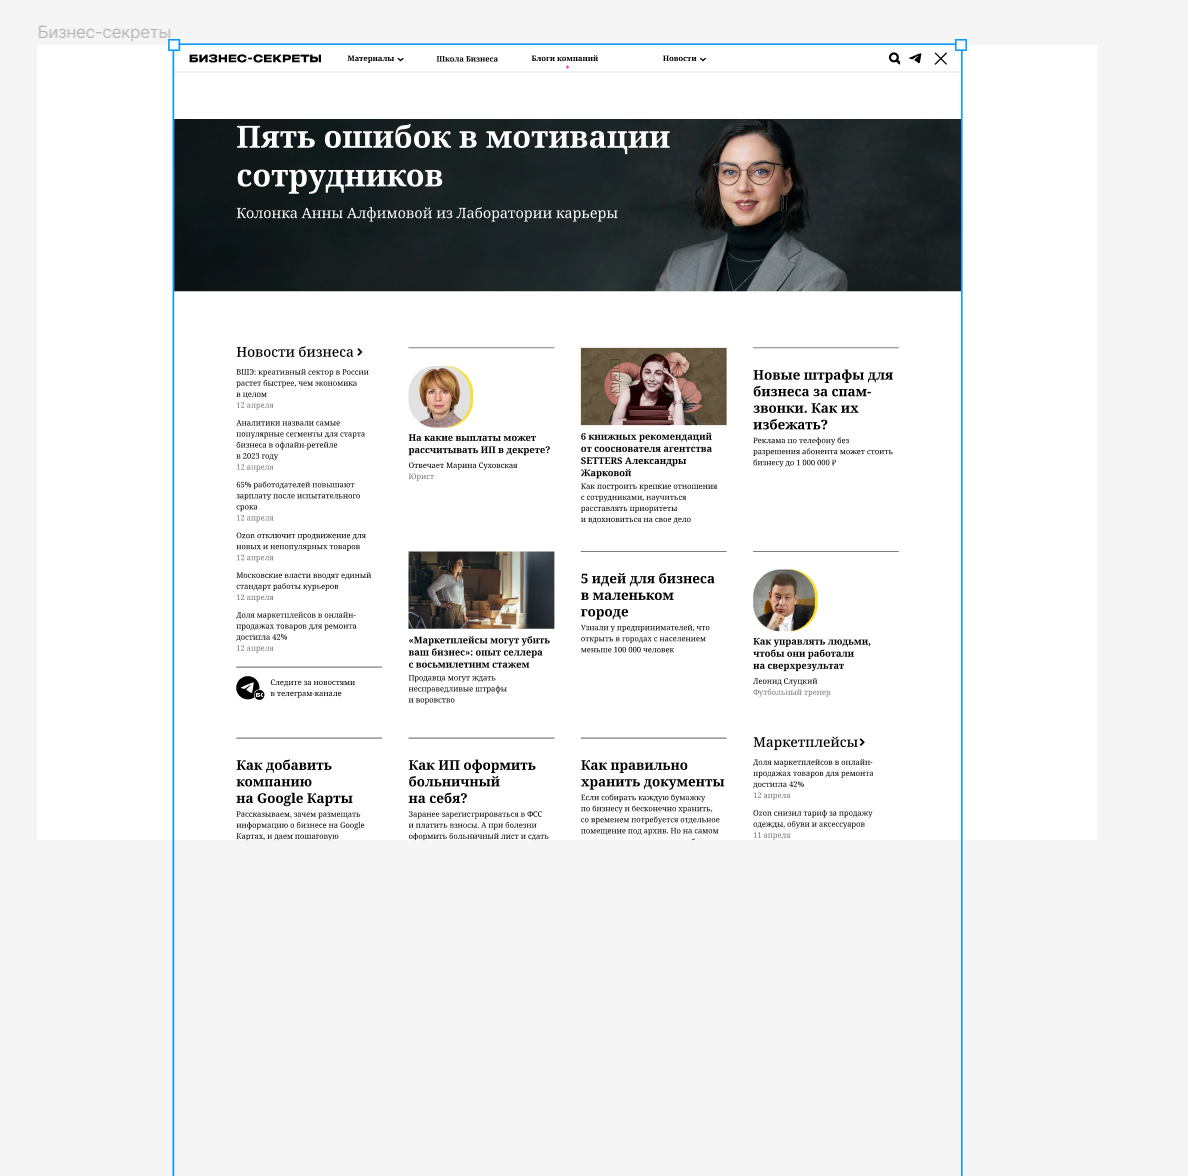 Бизнес-секреты
БИЗНЕС-СЕКРЕТЫ
Материалы
Школа Бизнеса
Блоги компаний
Новости
Пять ошибок в мотивации
сотрудников
Колонка Анны Алфимовой из Лаборатории карьеры
Новости бизнеса
ВШЭ: креативный сектор в России
растет быстрее, чем экономика
в целом
12 апреля
Аналитики назвали самые
популярные сегменты для старта
бизнеса в офлайн-ретейле
в 2023 году
12 апреля
65% работодателей повышают
зарплату после испытательного
срока
12 апреля
Ozon отключит продвижение для
новых и непопулярных товаров
12 апреля
Московские власти вводят единый
стандарт работы курьеров
12 апреля
Доля маркетплейсов в онлайн-
продажах товаров для ремонта
достигла 42%
12 апреля
Следите за новостями
в телеграм-канале
На какие выплаты может
рассчитывать ИП в декрете?
Отвечает Марина Суховская
Юрист
6 книжных рекомендаций
от сооснователя агентства
SETTERS Александры
Жарковой
Как построить крепкие отношения
с сотрудниками, научиться
расставлять приоритеты
и вдохновиться на свое дело
Новые штрафы для
бизнеса за спам-
звонки. Как их
избежать?
Реклама по телефону без
разрешения абонента может стоить
бизнесу до 1 000 000 ₽
«Маркетплейсы могут убить
ваш бизнес»: опыт селлера
с восьмилетним стажем
Продавца могут ждать
несправедливые штрафы
и воровство
5 идей для бизнеса
в маленьком
городе
Узнали у предпринимателей, что
открыть в городах с населением
меньше 100 000 человек
Как управлять людьми,
чтобы они работали
на сверхрезультат
Леонид Слуцкий
Футбольный тренер
Как добавить
компанию
на Google Карты
Рассказываем, зачем размещать
информацию о бизнесе на Google
Картах, и даем пошаговую
Как ИП оформить
больничный
на себя?
Заранее зарегистрироваться в ФСС
и платить взносы. А при болезни
оформить больничный лист и сдать
Как правильно
хранить документы
Если собирать каждую бумажку
по бизнесу и бесконечно хранить,
со временем потребуется отдельное
помещение под архив. Но на самом
Маркетплейсы
Доля маркетплейсов в онлайн-
продажах товаров для ремонта
достигла 42%
12 апреля
Ozon снизил тариф за продажу
одежды, обуви и аксессуаров
11 апреля